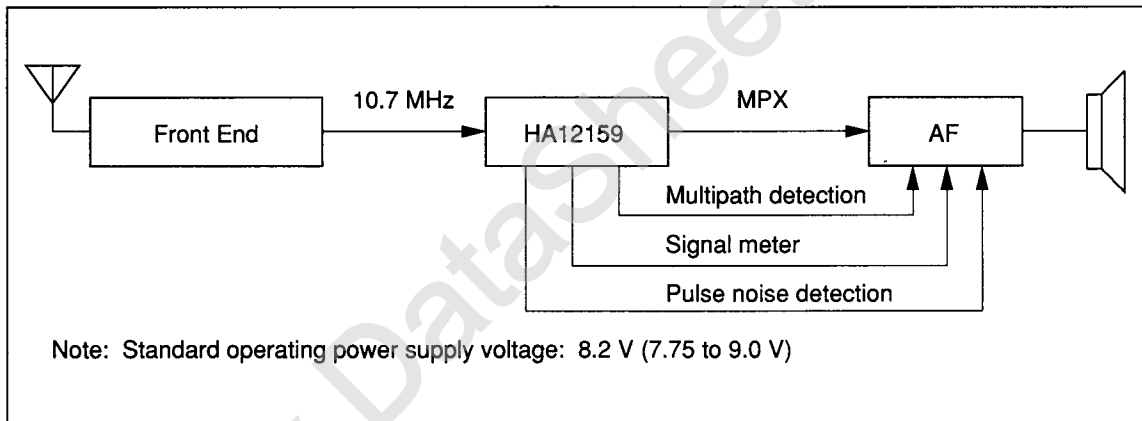 10.7 MHz
MPX
Front End
HA12159
AF
Multipath detection
Signal meter
Pulse noise detection
Note: Standard operating power supply voltage: 8.2 V (7.75 to 9.0 V)
Datasheet